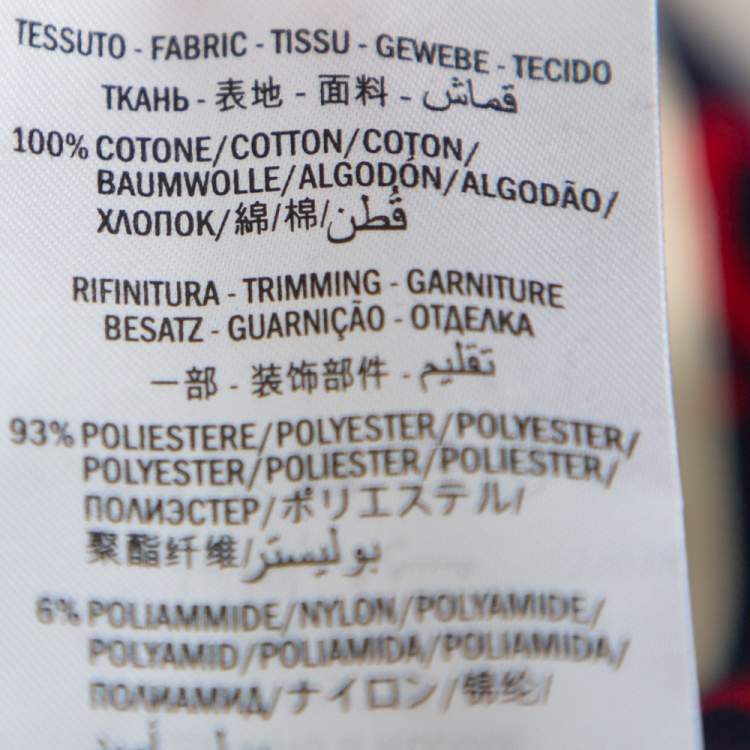 TESSUTO - FABRIC - TISSU - GEWEBE - TECIDO
ТКАНЬ - 表地 - 面料 - قماش
100% COTONE/COTTON/COTON/
BAUMWOLLE/ALGODÓN/ALGODÃO/
ХЛОПОК/綿/棉/قُطن
RIFINITURA - TRIMMING - GARNITURE
BESATZ - GUARNIÇÃO - ОТДЕЛКА
一部 - 装饰部件 - تقليم
93% POLIESTERE/POLYESTER/POLYESTER/
POLYESTER/POLIESTER/POLIESTER/
ПОЛИЭСТЕР/ポリエステル/
聚酯纤维/بوليستر
6% POLIAMMIDE/NYLON/POLYAMIDE/
POLYAMID/POLIAMIDA/POLIAMIDA/
ПОЛИАМИД/ナイロン/锦纶/